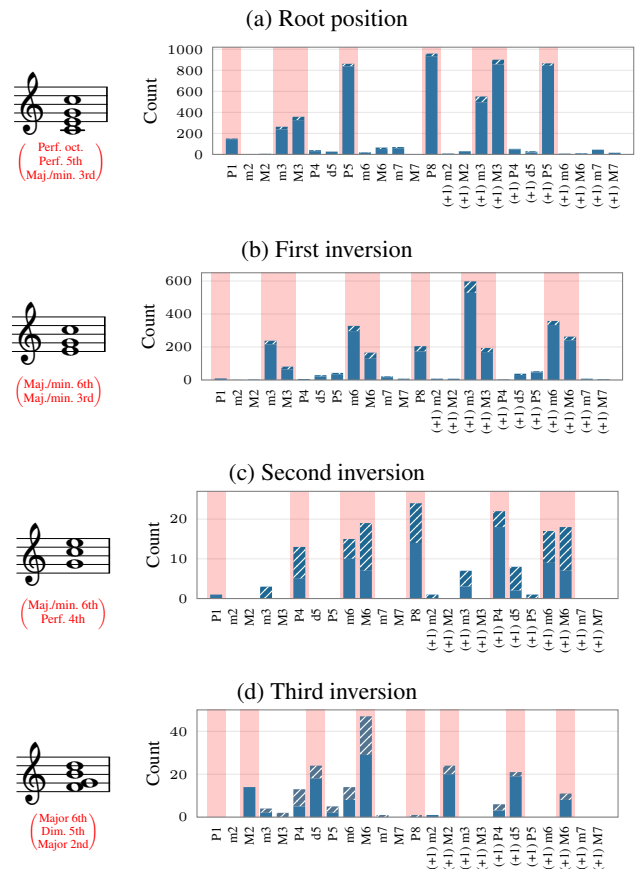 (a) Root position
Count
1000
800
600
400
200
0
Perf. oct.
Perf. 5th
Maj./min. 3rd
P1
m2
M2
m3
M3
P4
d5
P5
m6
M6
m7
M7
P8
(+1) m2
(+1) M2
(+1) m3
(+1) M3
(+1) P4
(+1) d5
(+1) P5
(+1) m6
(+1) M6
(+1) m7
(+1) M7
(b) First inversion
Count
600
400
200
0
Maj./min. 6th
Maj./min. 3rd
P1
m2
M2
m3
M3
P4
d5
P5
m6
M6
m7
M7
P8
(+1) m2
(+1) M2
(+1) m3
(+1) M3
(+1) P4
(+1) d5
(+1) P5
(+1) m6
(+1) M6
(+1) m7
(+1) M7
(c) Second inversion
Count
20
10
0
Maj./min. 6th
Perf. 4th
P1
m2
M2
m3
M3
P4
d5
P5
m6
M6
m7
M7
P8
(+1) m2
(+1) M2
(+1) m3
(+1) M3
(+1) P4
(+1) d5
(+1) P5
(+1) m6
(+1) M6
(+1) m7
(+1) M7
(d) Third inversion
Count
40
20
0
Major 6th
Dim. 5th
Major 2nd
P1
m2
M2
m3
M3
P4
d5
P5
m6
M6
m7
M7
P8
(+1) m2
(+1) M2
(+1) m3
(+1) M3
(+1) P4
(+1) d5
(+1) P5
(+1) m6
(+1) M6
(+1) m7
(+1) M7